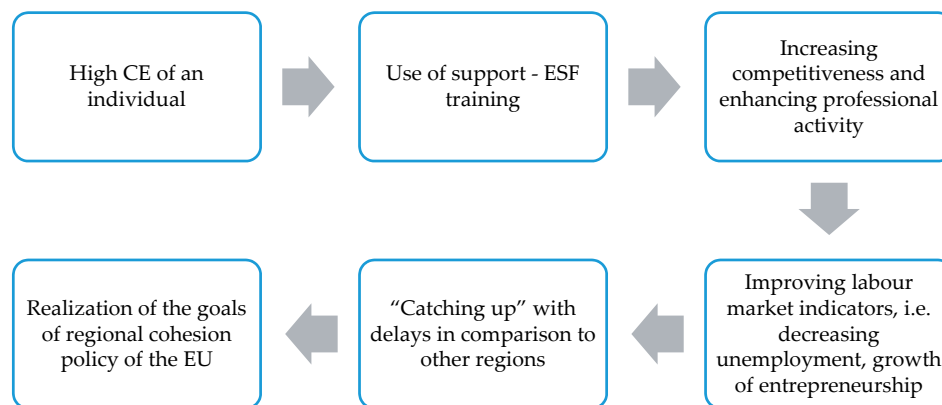 High CE of an
individual
Use of support - ESF
training
Increasing
competitiveness and
enhancing professional
activity
Improving labour
market indicators, i.e.
decreasing
unemployment, growth
of entrepreneurship
“Catching up” with
delays in comparison to
other regions
Realization of the goals
of regional cohesion
policy of the EU